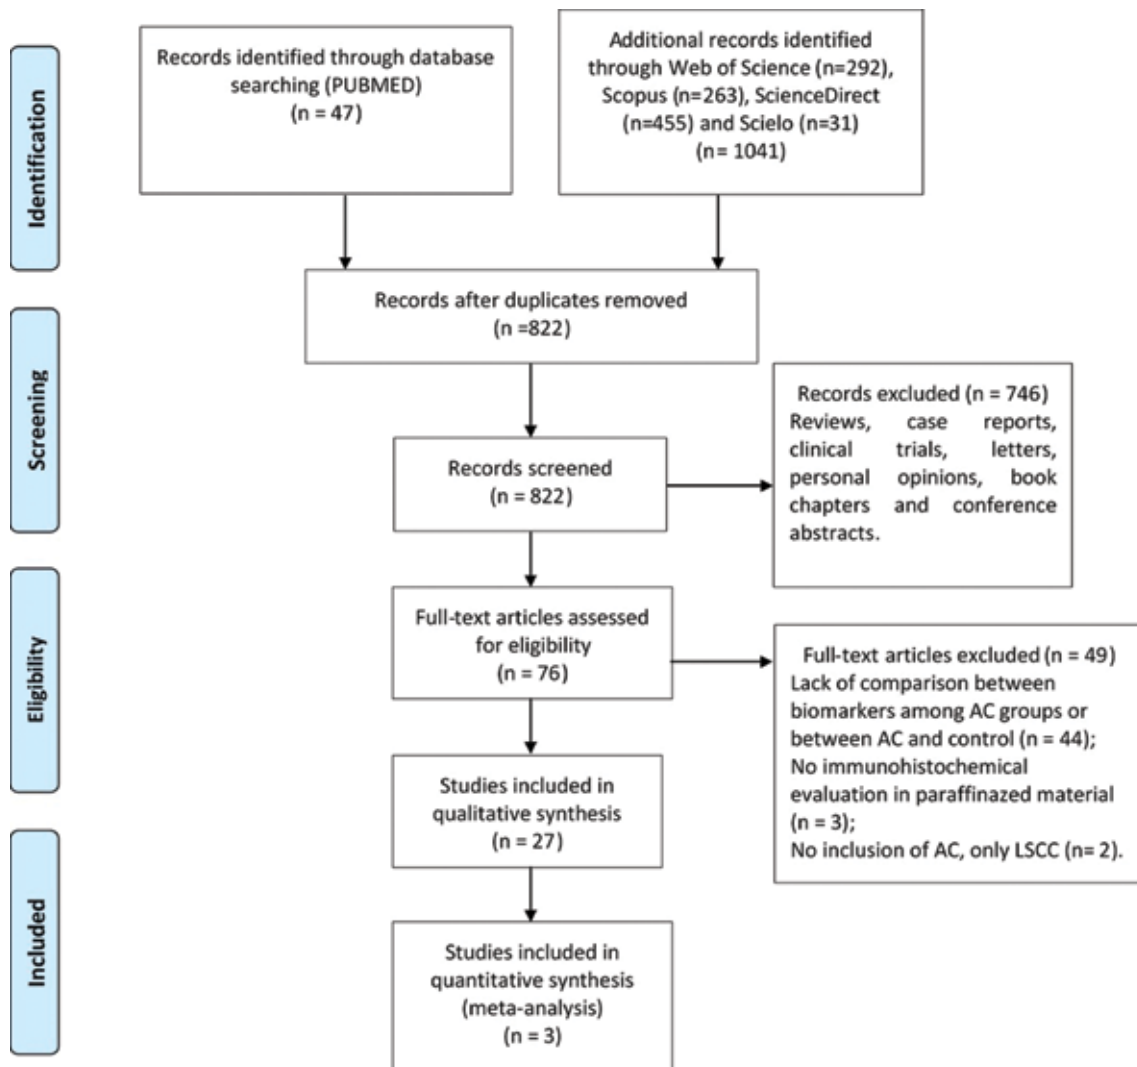 Identification
Records identified through database
searching (PUBMED)
(n = 47)
Additional records identified
through Web of Science (n=292),
Scopus (n=263), ScienceDirect
(n=455) and Scielo (n=31)
(n= 1041)
Records after duplicates removed
(n =822)
Screening
Records screened
(n = 822)
Records excluded (n = 746)
Reviews, case reports,
clinical trials, letters,
personal opinions, book
chapters and conference
abstracts.
Eligibility
Full-text articles assessed
for eligibility
(n = 76)
Full-text articles excluded (n = 49)
Lack of comparison between
biomarkers among AC groups or
between AC and control (n = 44);
No immunohistochemical
evaluation in paraffinazed material
(n = 3);
No inclusion of AC, only LSCC (n= 2).
Studies included in
qualitative synthesis
(n = 27)
Included
Studies included in
quantitative synthesis
(meta-analysis)
(n = 3)